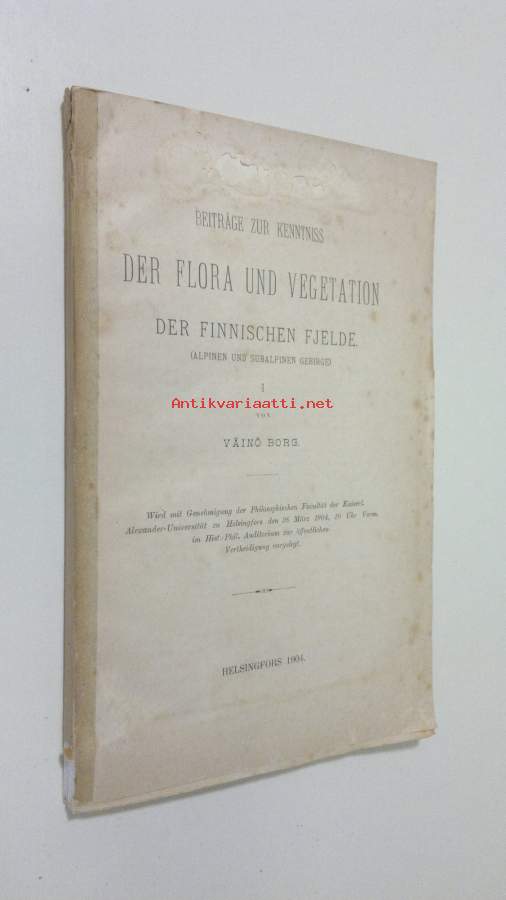 BEITRÄGE ZUR KENNTNISS
DER FLORA UND VEGETATION
DER FINNISCHEN FJELDE.
(ALPINEN UND SUBALPINEN GEBIRGE)
I
Antikvariaatti.net
VON
VÄINÖ BORG.
Wird mit Genehmigung der Philosophischen Facultät der Kaiserl.
Alexander-Universität zu Helsingfors den 26 März 1904, 10 Uhr Vorm.
im Hist.-Phil. Auditorium zur öffentlichen
Vertheidigung vorgelegt.
HELSINGFORS 1904.